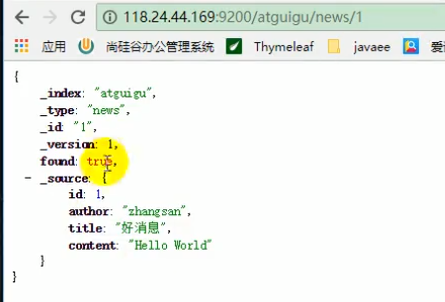 118.24.44.169:9200/atguigu/news/1
应用 尚硅谷办公管理系统 Thymeleaf javaee 爱
{
_index: "atguigu",
_type: "news",
_id: "1",
_version: 1,
found: true,
- _source: {
id: 1,
author: "zhangsan",
title: "好消息",
content: "Hello World"
}
}